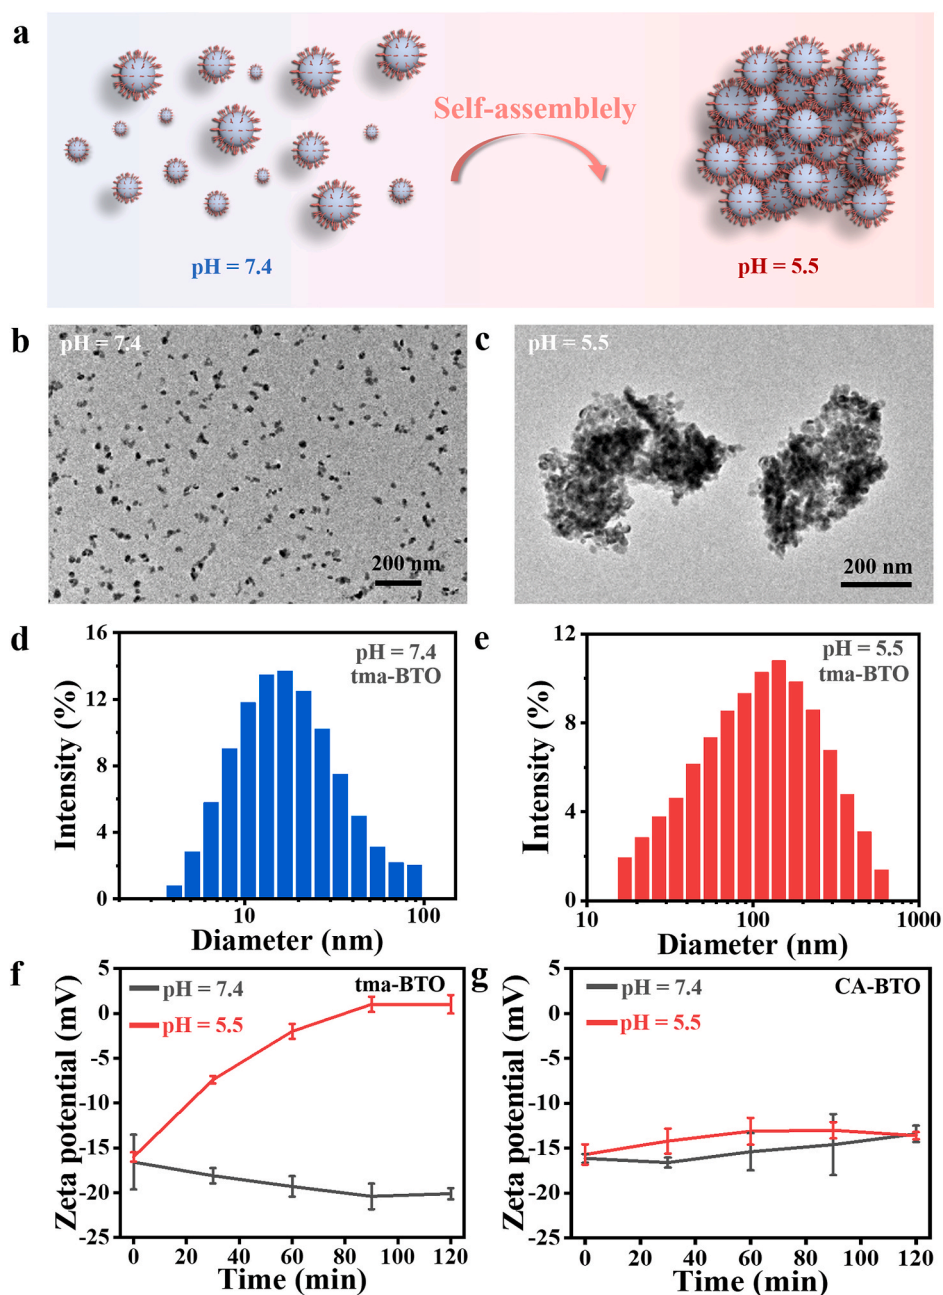 a
Self-assemblely
pH = 7.4
pH = 5.5
b
pH = 7.4
200 nm
c
pH = 5.5
200 nm
d
16
12
8
4
0
Intensity (%)
pH = 7.4
tma-BTO
10
100
Diameter (nm)
e
12
8
4
0
Intensity (%)
pH = 5.5
tma-BTO
10
100
1000
Diameter (nm)
f
5
0
-5
-10
-15
-20
-25
Zeta potential (mV)
pH = 7.4
pH = 5.5
tma-BTO
0 20 40 60 80 100 120
Time (min)
g
5
0
-5
-10
-15
-20
-25
Zeta potential (mV)
pH = 7.4
pH = 5.5
CA-BTO
0 20 40 60 80 100 120
Time (min)